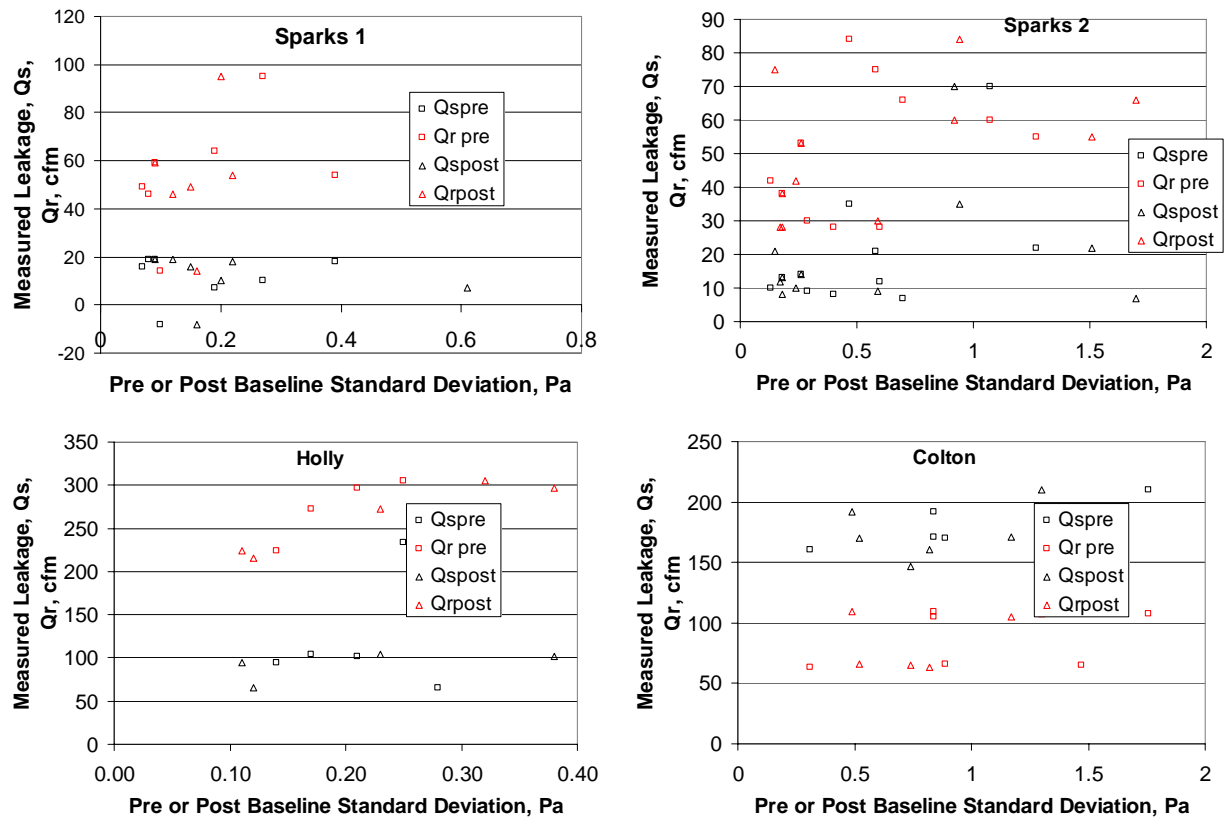 Sparks 1
Measured Leakage, Qs,
Qr, cfm
120
100
80
60
40
20
0
-20
0
0.2
0.4
0.6
0.8
Qspre
Qr pre
Qspost
Qrpost
Pre or Post Baseline Standard Deviation, Pa
Sparks 2
Measured Leakage, Qs,
Qr, cfm
90
80
70
60
50
40
30
20
10
0
0
0.5
1
1.5
2
Qspre
Qr pre
Qspost
Qrpost
Pre or Post Baseline Standard Deviation, Pa
Holly
Measured Leakage, Qs,
Qr, cfm
350
300
250
200
150
100
50
0
0.00
0.10
0.20
0.30
0.40
Qspre
Qr pre
Qspost
Qrpost
Pre or Post Baseline Standard Deviation, Pa
Colton
Measured Leakage, Qs,
Qr, cfm
250
200
150
100
50
0
0
0.5
1
1.5
2
Qspre
Qr pre
Qspost
Qrpost
Pre or Post Baseline Standard Deviation, Pa